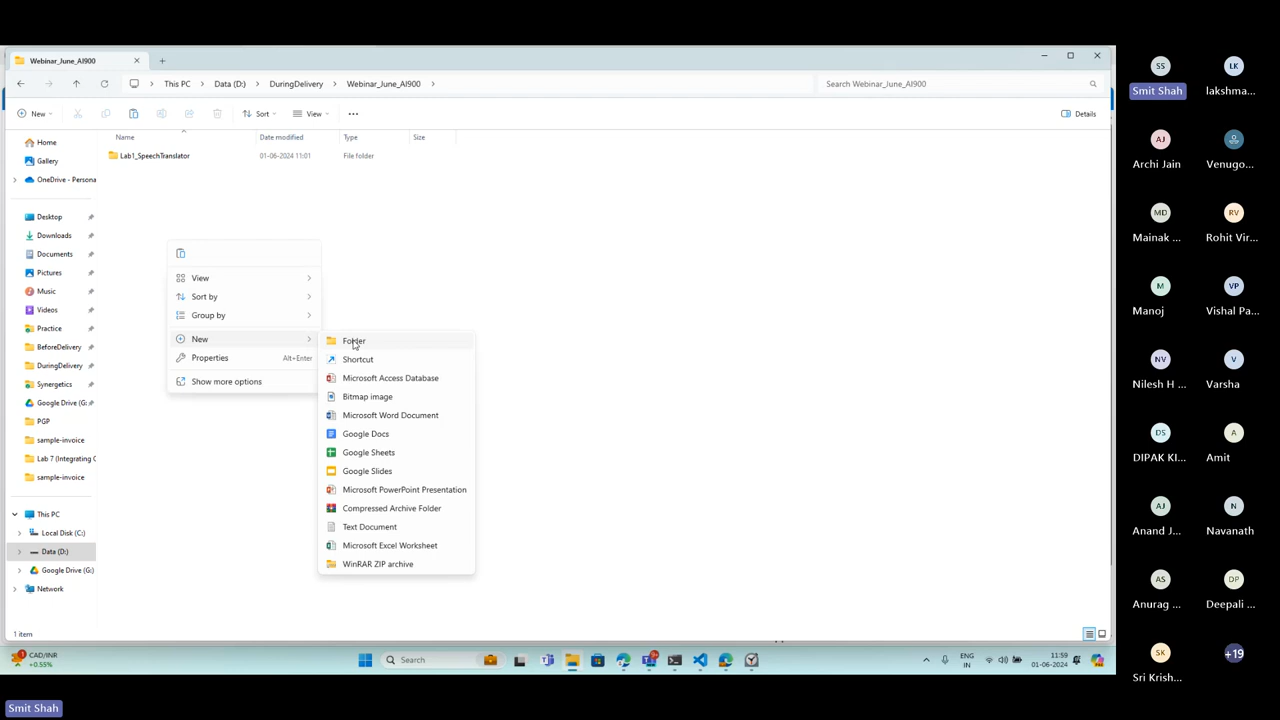 Webinar_June_AI900
This PC > Data (D:) > DuringDelivery > Webinar_June_AI900 >
Search Webinar_June_AI900
New
Sort
View
Details
Name
Date modified
Type
Size
Lab1_SpeechTranslator
01-06-2024 11:01
File folder
Home
Gallery
OneDrive - Persona
Desktop
Downloads
Documents
Pictures
Music
Videos
Practice
BeforeDelivery
DuringDelivery
Synergetics
Google Drive (G:
PGP
sample-invoice
Lab 7 (Integrating C
sample-invoice
This PC
Local Disk (C:)
Data (D:)
Google Drive (G:)
Network
1 item
View
Sort by
Group by
New
Properties
Alt+Enter
Show more options
Folder
Shortcut
Microsoft Access Database
Bitmap image
Microsoft Word Document
Google Docs
Google Sheets
Google Slides
Microsoft PowerPoint Presentation
Compressed Archive Folder
Text Document
Microsoft Excel Worksheet
WinRAR ZIP archive
CAD/INR
+0.55%
Search
ENG
IN
11:59
01-06-2024
Smit Shah
SS
Smit Shah
LK
lakshma...
AJ
Archi Jain
Venugo...
MD
Mainak ...
RV
Rohit Vir...
M
Manoj
VP
Vishal Pa...
NV
Nilesh H ...
V
Varsha
DS
DIPAK KI...
A
Amit
AJ
Anand J...
N
Navanath
AS
Anurag ...
DP
Deepali ...
SK
Sri Krish...
+19